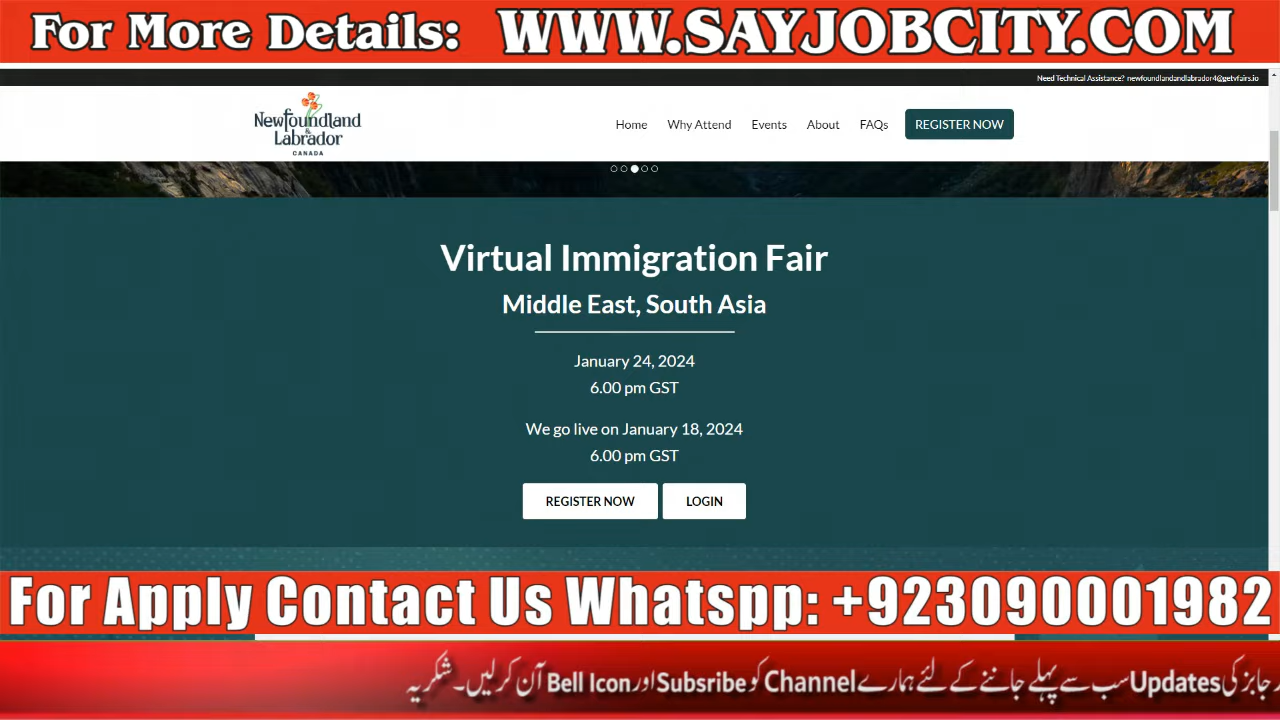 For More Details: WWW.SAYJOBCITY.COM
Need Technical Assistance? newfoundlandandlabrador4@getvfairs.io
Newfoundland
&
Labrador
CANADA
Home Why Attend Events About FAQs REGISTER NOW
Virtual Immigration Fair
Middle East, South Asia
January 24, 2024
6.00 pm GST
We go live on January 18, 2024
6.00 pm GST
REGISTER NOW LOGIN
For Apply Contact Us Whatspp: +923090001982
جابز کی Updates سب سے پہلے جاننے کے لئے ہمارے Channel کو Subsribe اور Bell Icon آن کرلیں۔ شکریہ